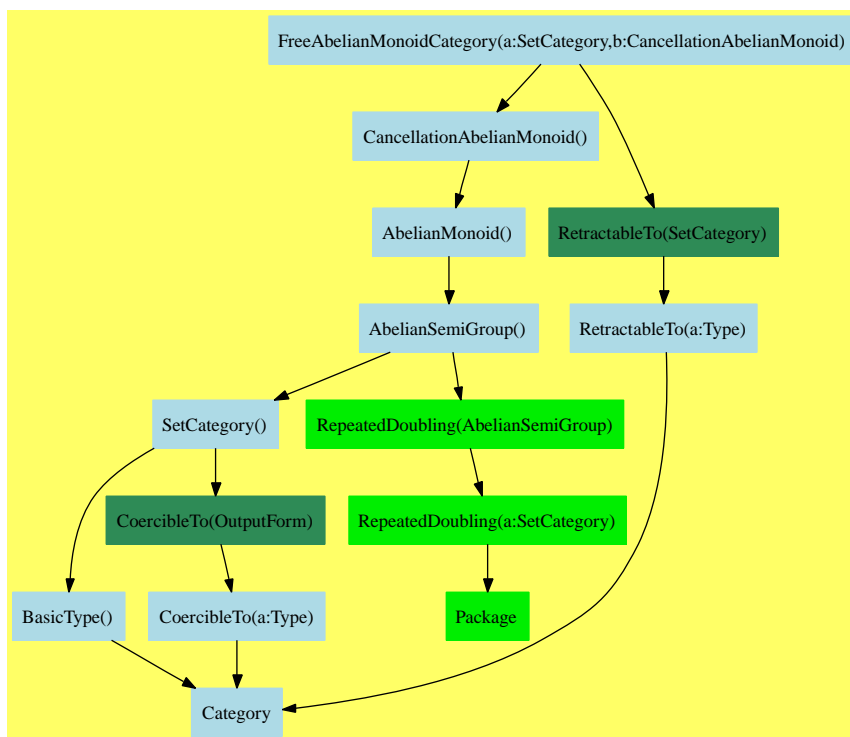 FreeAbelianMonoidCategory(a:SetCategory,b:CancellationAbelianMonoid)
CancellationAbelianMonoid()
AbelianMonoid()
RetractableTo(SetCategory)
AbelianSemiGroup()
RetractableTo(a:Type)
SetCategory()
RepeatedDoubling(AbelianSemiGroup)
CoercibleTo(OutputForm)
RepeatedDoubling(a:SetCategory)
BasicType()
CoercibleTo(a:Type)
Package
Category